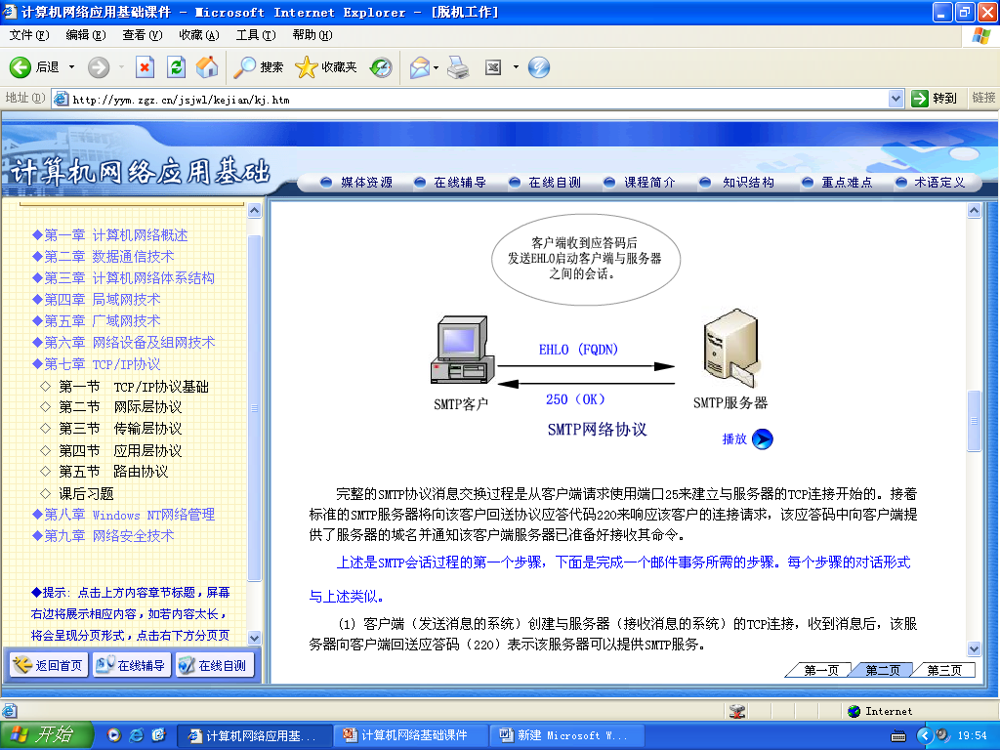 计算机网络应用基础课件 - Microsoft Internet Explorer - [脱机工作]
文件(F) 编辑(E) 查看(V) 收藏(A) 工具(T) 帮助(H)
后退 搜索 收藏夹
地址(D) http://yym.zgz.cn/jsjwl/kejian/kj.htm 转到 链接
计算机网络应用基础
媒体资源 在线辅导 在线自测 课程简介 知识结构 重点难点 术语定义
◆第一章 计算机网络概述
◆第二章 数据通信技术
◆第三章 计算机网络体系结构
◆第四章 局域网技术
◆第五章 广域网技术
◆第六章 网络设备及组网技术
◆第七章 TCP/IP协议
◇ 第一节 TCP/IP协议基础
◇ 第二节 网际层协议
◇ 第三节 传输层协议
◇ 第四节 应用层协议
◇ 第五节 路由协议
◇ 课后习题
◆第八章 Windows NT网络管理
◆第九章 网络安全技术
◆提示：点击上方内容章节标题，屏幕
右边将展示相应内容，如若内容太长，
将会呈现分页形式，点击右下方分页页
返回首页 在线辅导 在线自测
客户端收到应答码后
发送EHLO启动客户端与服务器
之间的会话。
EHLO (FQDN)
250（OK）
SMTP客户
SMTP服务器
SMTP网络协议
播放
完整的SMTP协议消息交换过程是从客户端请求使用端口25来建立与服务器的TCP连接开始的。接着
标准的SMTP服务器将向该客户回送协议应答代码220来响应该客户的连接请求，该应答码中向客户端提
供了服务器的域名并通知该客户端服务器已准备好接收其命令。
上述是SMTP会话过程的第一个步骤，下面是完成一个邮件事务所需的步骤。每个步骤的对话形式
与上述类似。
(1) 客户端（发送消息的系统）创建与服务器（接收消息的系统）的TCP连接，收到消息后，该服
务器向客户端回送应答码（220）表示该服务器可以提供SMTP服务。
第一页 第二页 第三页
Internet
开始 计算机网络应用基... 计算机网络基础课件 新建 Microsoft W... 19:54